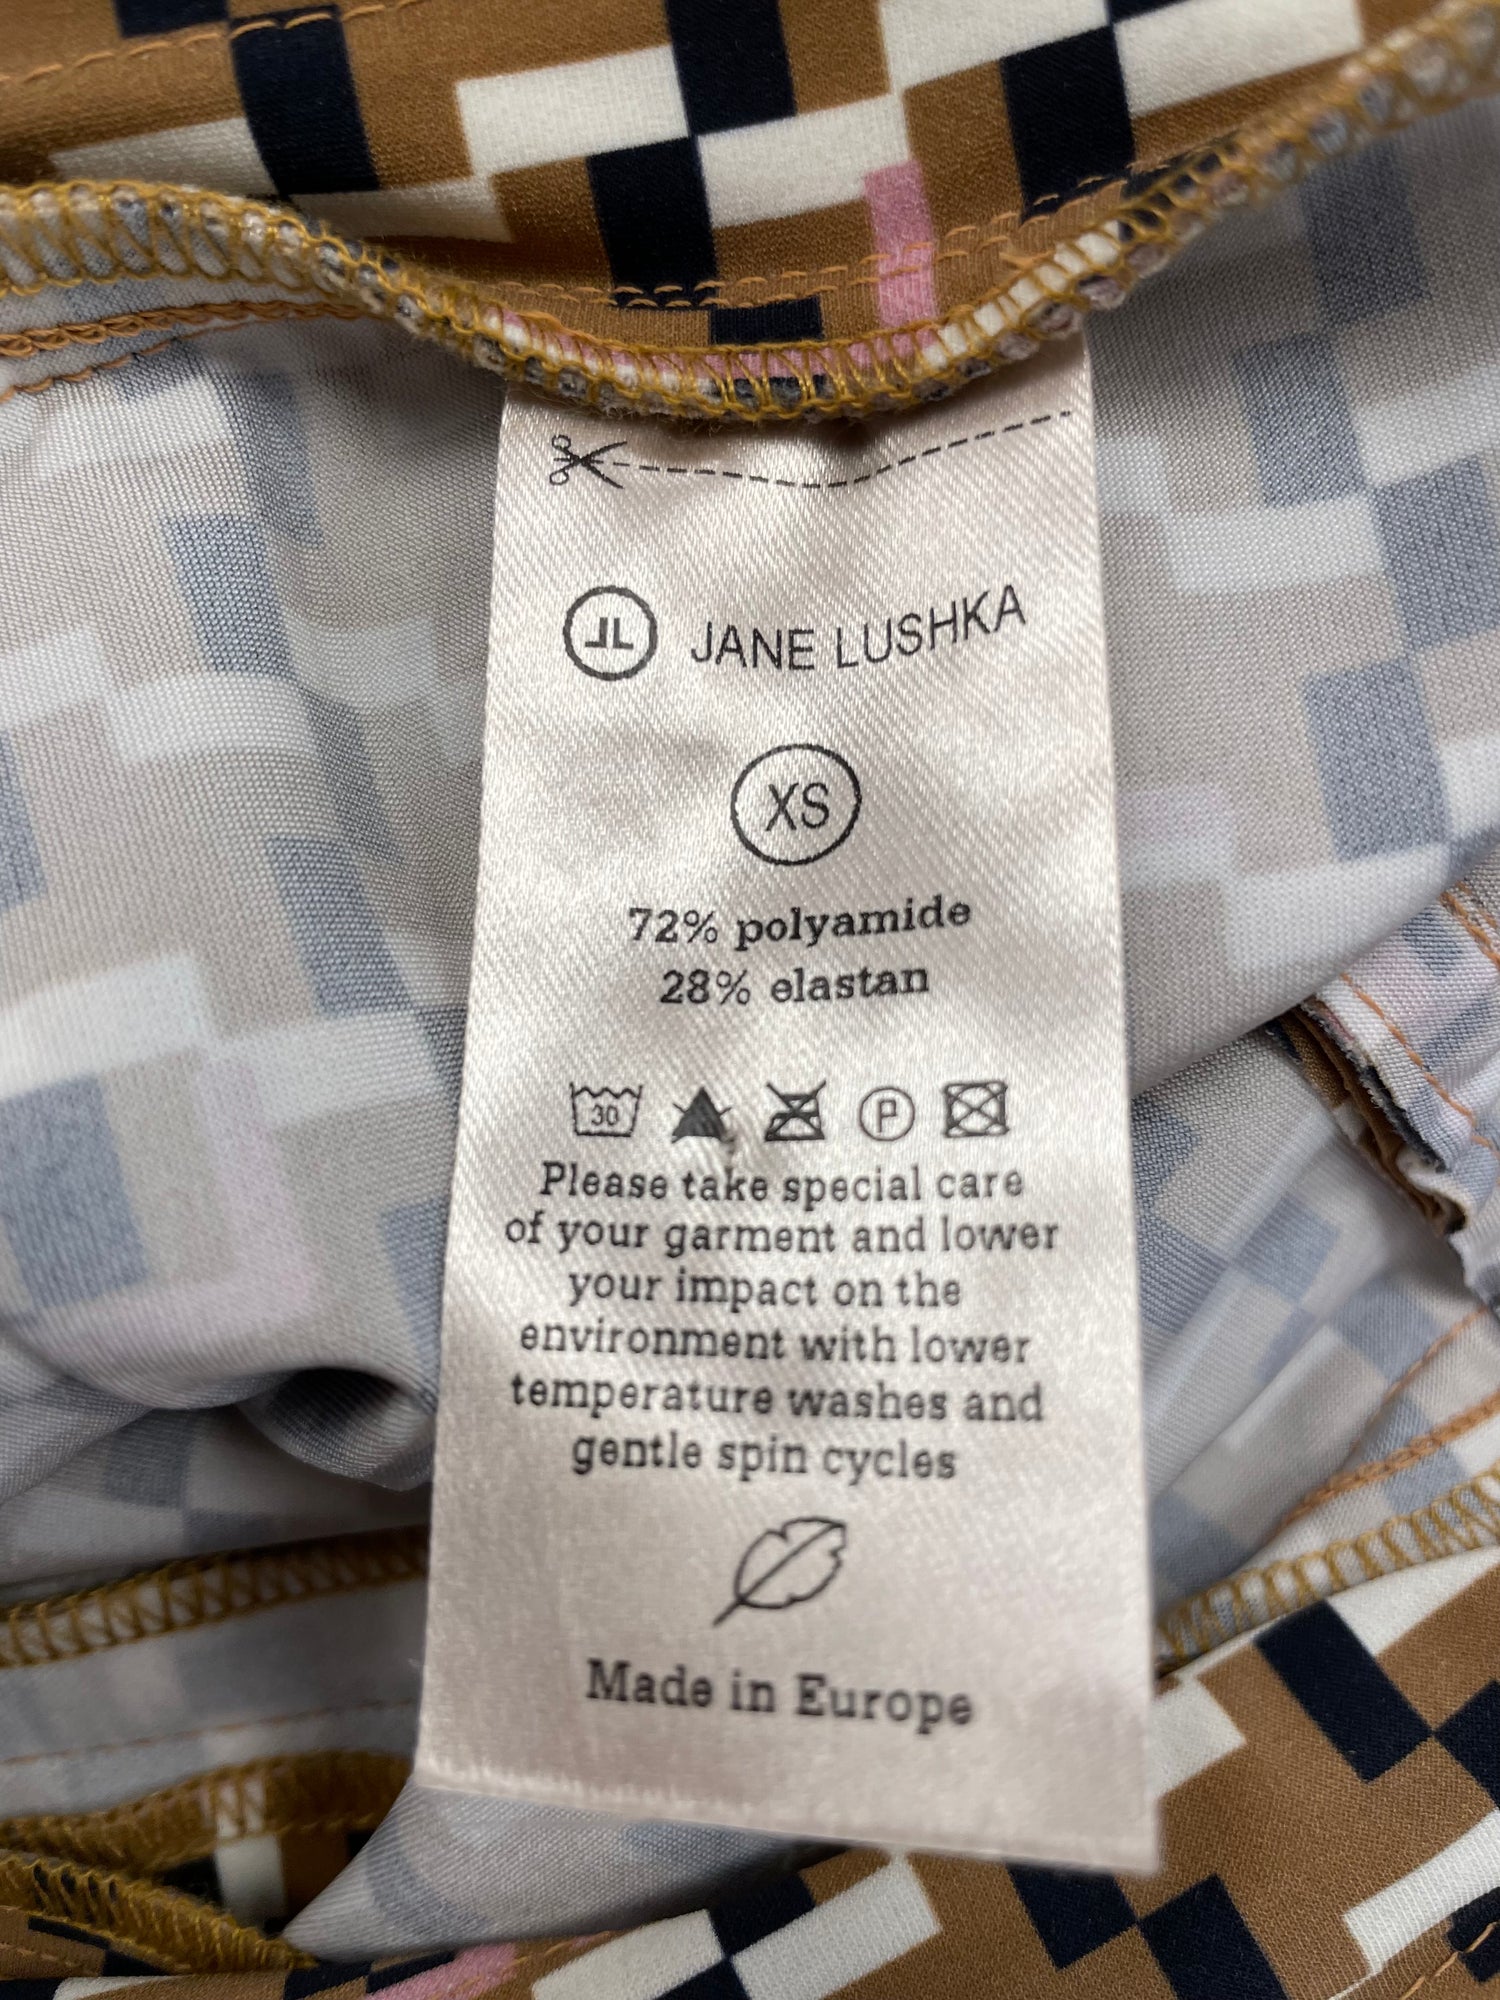 JL JANE LUSHKA
XS
72% polyamide
28% elastan
30 P
Please take special care
of your garment and lower
your impact on the
environment with lower
temperature washes and
gentle spin cycles
Made in Europe